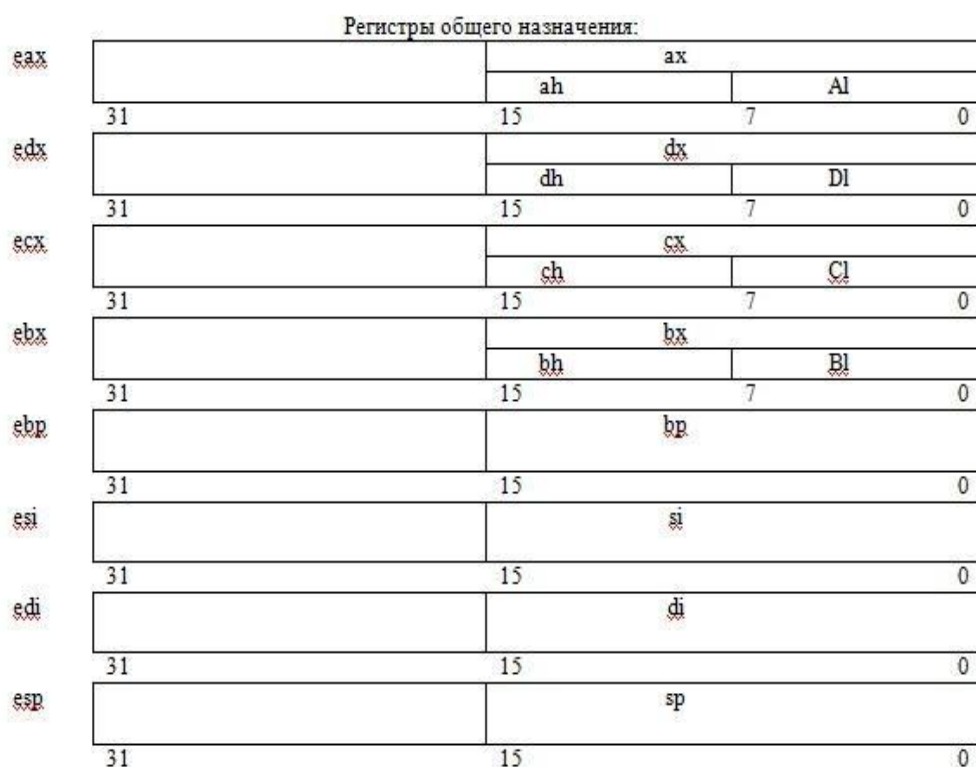 Регистры общего назначения:
eax ax
ah Al
31 15 7 0
edx dx
dh Dl
31 15 7 0
ecx cx
ch Cl
31 15 7 0
ebx bx
bh Bl
31 15 7 0
ebp bp
31 15 0
esi si
31 15 0
edi di
31 15 0
esp sp
31 15 0